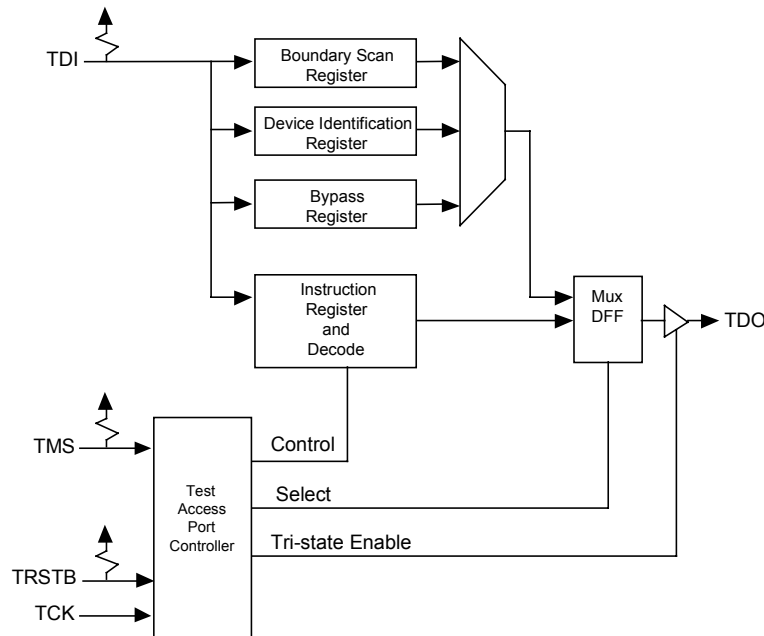 TDI
Boundary Scan
Register
Device Identification
Register
Bypass
Register
Instruction
Register
and
Decode
Mux
DFF
TDO
TMS
Control
Test
Access
Port
Controller
Select
Tri-state Enable
TRSTB
TCK